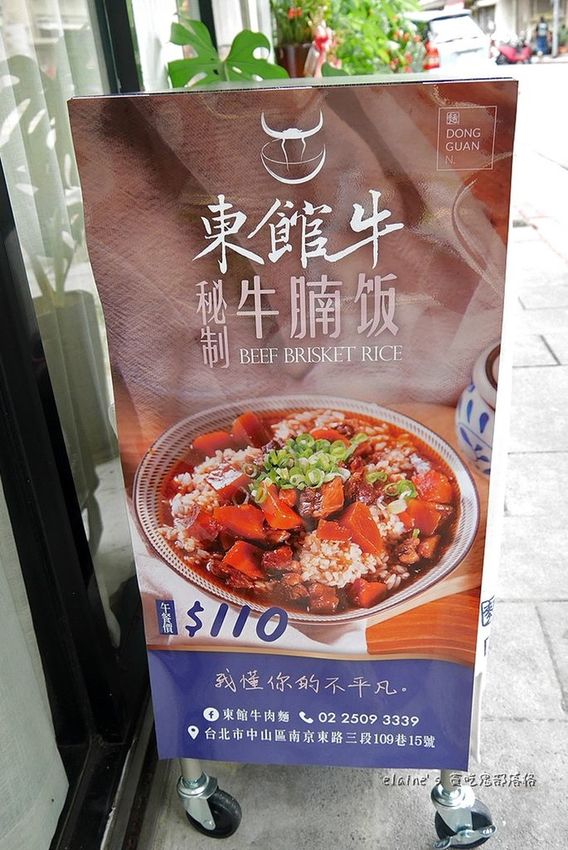 麵
DONG
GUAN
N.
東館牛
秘制
牛腩饭
BEEF BRISKET RICE
午餐價
$110
我懂你的不平凡。
東館牛肉麵 02 2509 3339
台北市中山區南京東路三段109巷15號
elaine's 貪吃鬼部落格